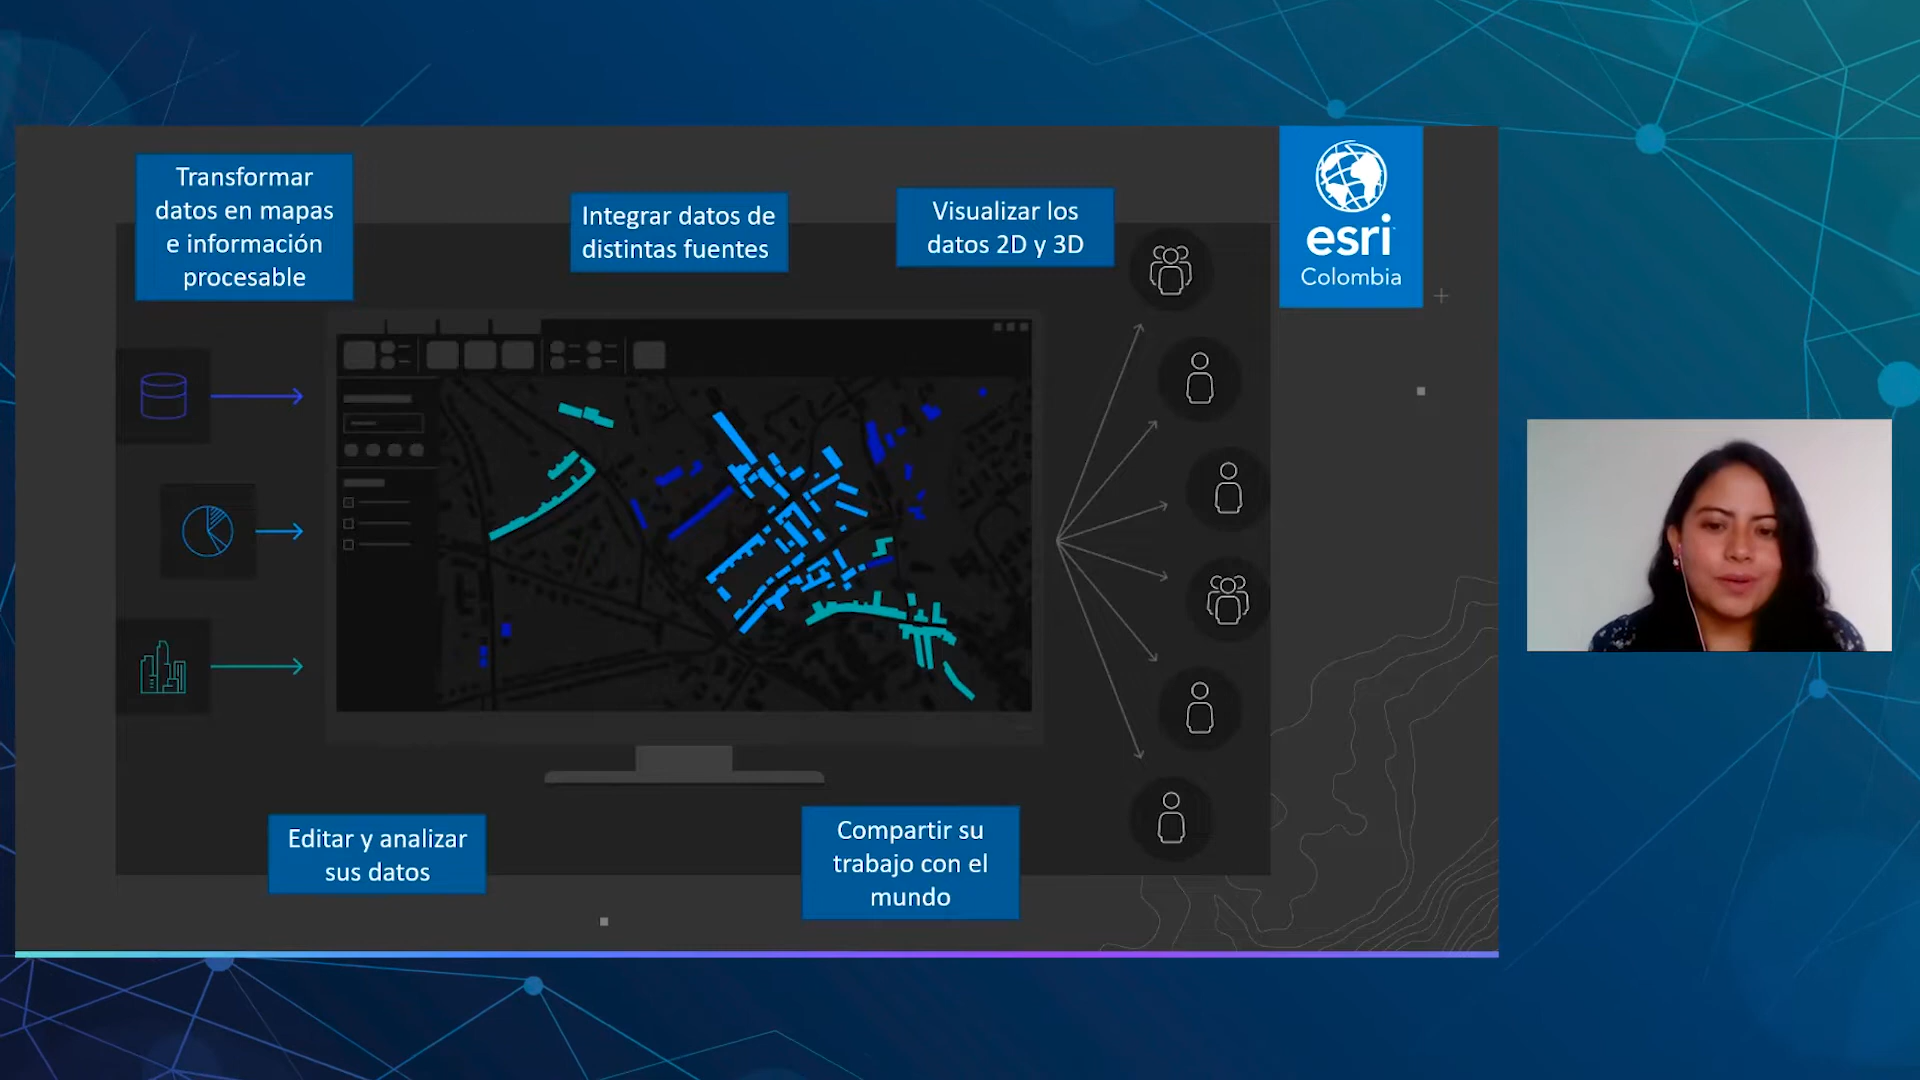 Transformar
datos en mapas
e información
procesable
Integrar datos de
distintas fuentes
Visualizar los
datos 2D y 3D
esri
Colombia
Editar y analizar
sus datos
Compartir su
trabajo con el
mundo